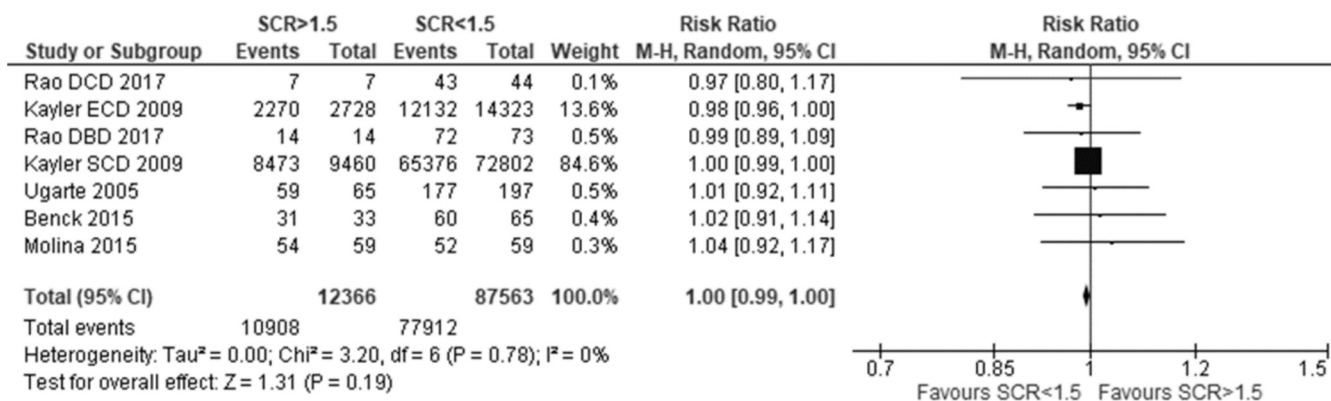 SCR>1.5 SCR<1.5 Risk Ratio Risk Ratio
Study or Subgroup Events Total Events Total Weight M-H, Random, 95% CI M-H, Random, 95% CI
Rao DCD 2017 7 7 43 44 0.1% 0.97 [0.80, 1.17]
Kayler ECD 2009 2270 2728 12132 14323 13.6% 0.98 [0.96, 1.00]
Rao DBD 2017 14 14 72 73 0.5% 0.99 [0.89, 1.09]
Kayler SCD 2009 8473 9460 65376 72802 84.6% 1.00 [0.99, 1.00]
Ugarte 2005 59 65 177 197 0.5% 1.01 [0.92, 1.11]
Benck 2015 31 33 60 65 0.4% 1.02 [0.91, 1.14]
Molina 2015 54 59 52 59 0.3% 1.04 [0.92, 1.17]
Total (95% CI) 12366 87563 100.0% 1.00 [0.99, 1.00]
Total events 10908 77912
Heterogeneity: Tau² = 0.00; Chi² = 3.20, df = 6 (P = 0.78); I² = 0%
Test for overall effect: Z = 1.31 (P = 0.19)
0.7 0.85 1 1.2 1.5
Favours SCR<1.5 Favours SCR>1.5